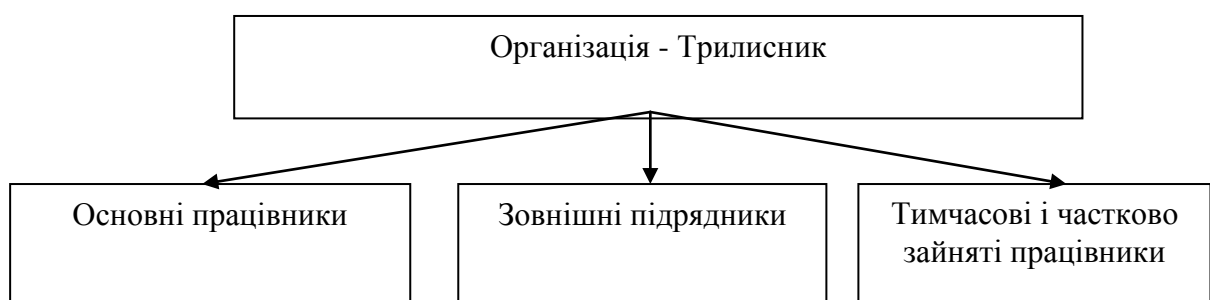 Організація - Трилисник
Основні працівники
Зовнішні підрядники
Тимчасові і частково
зайняті працівники